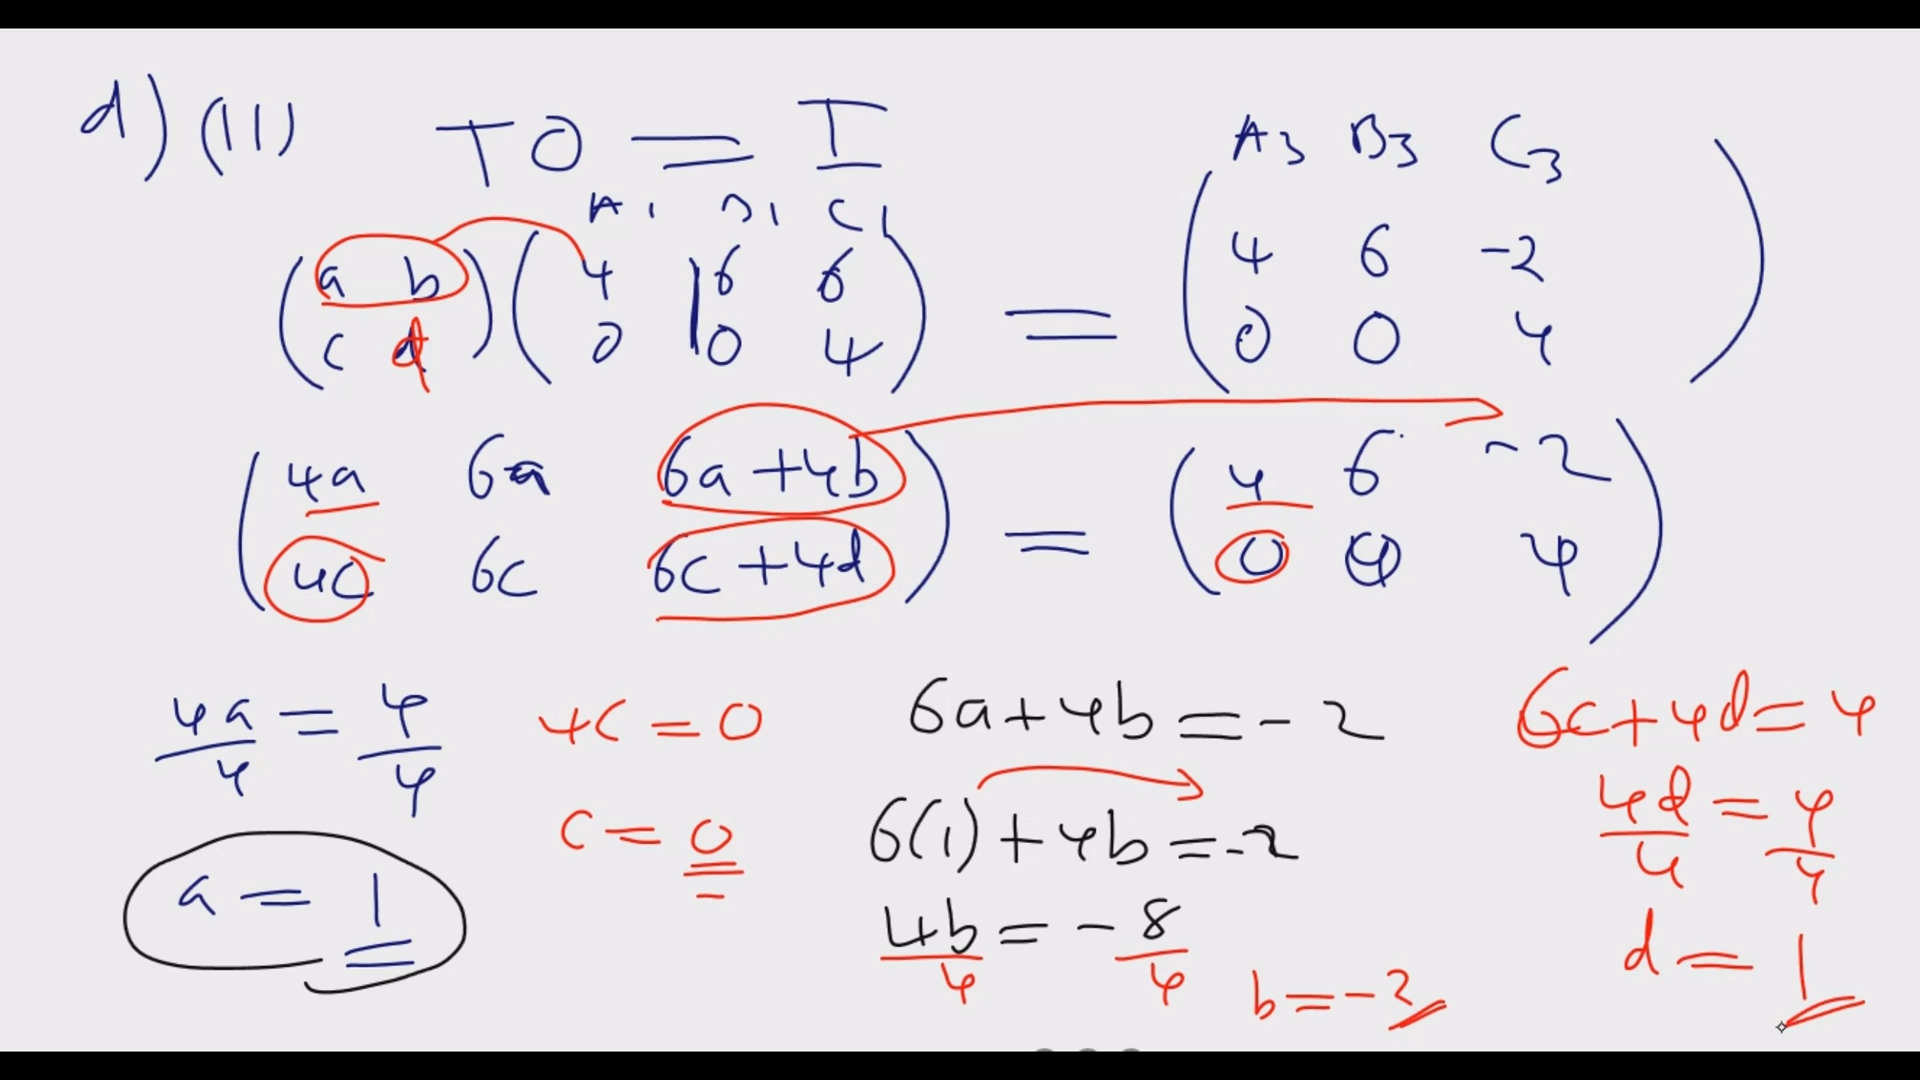 d) (11) TO = I
A3 B3 C3
A1 B1 C1
(a b) (4 6 6) = (4 6 -2)
(c d) (0 0 4) (0 0 4)
(4a 6a 6a+4b) = (4 6 -2)
(4c 6c 6c+4d) (0 0 4)
4a = 4 4c = 0 6a+4b = -2 6c+4d = 4
4 4 6(1)+4b = -2 4d = 4
c = 0 4 4
a = 1 4b = -8 d = 1
4 4 b = -2